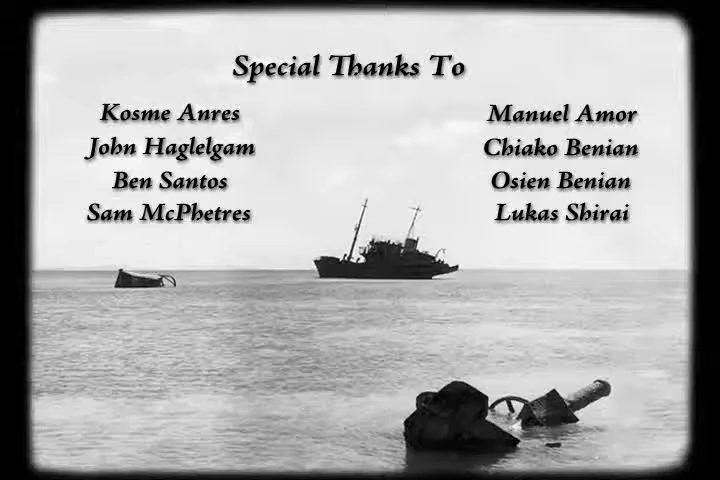 Special Thanks To
Kosme Anres
John Haglelgam
Ben Santos
Sam McPhetres
Manuel Amor
Chiako Benian
Osien Benian
Lukas Shirai